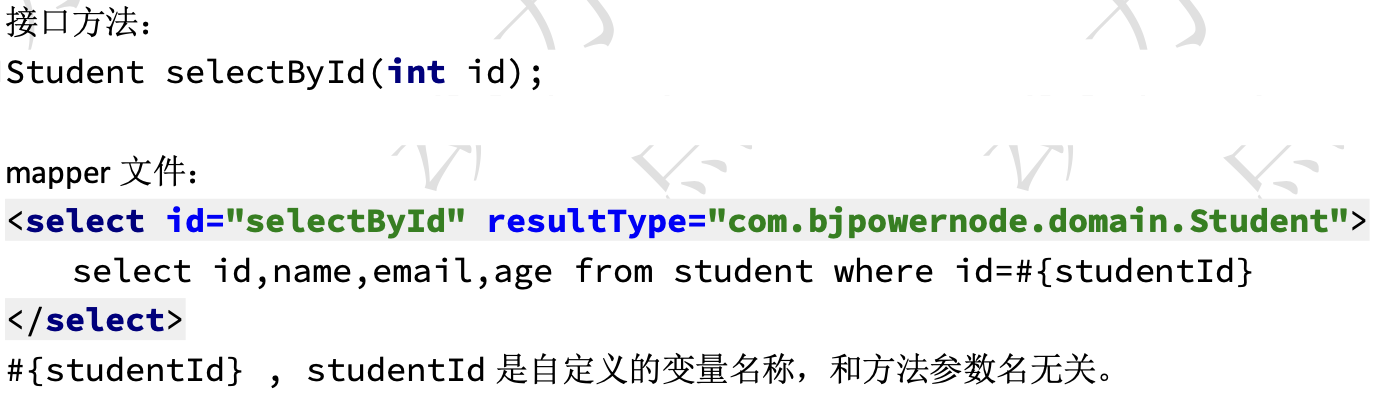 接口方法：
Student selectById(int id);
mapper 文件：
<select id="selectById" resultType="com.bjpowernode.domain.Student">
select id,name,email,age from student where id=#{studentId}
</select>
#{studentId} , studentId 是自定义的变量名称，和方法参数名无关。